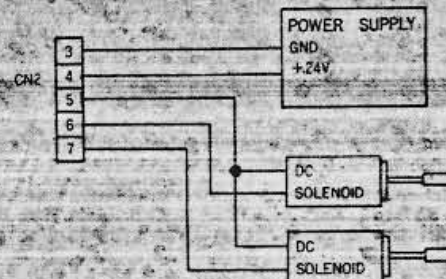 POWER SUPPLY
GND
+.24V
CN2
3
4
5
6
7
DC
SOLENOID
DC
SOLENOID